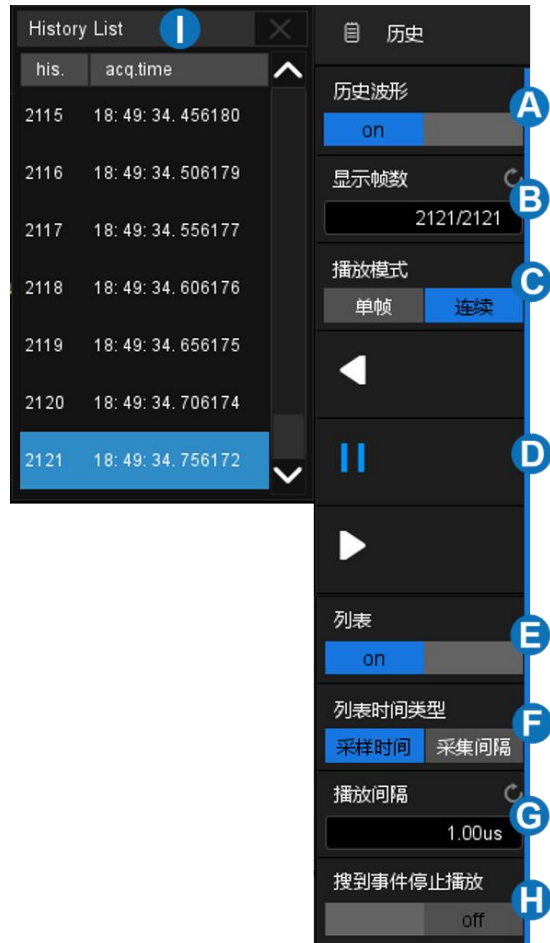 History List I
his. acq.time
2115 18: 49: 34. 456180
2116 18: 49: 34. 506179
2117 18: 49: 34. 556177
2118 18: 49: 34. 606176
2119 18: 49: 34. 656175
2120 18: 49: 34. 706174
2121 18: 49: 34. 756172
历史
历史波形
A
on
显示帧数
B
2121/2121
播放模式
C
单帧 连续
D
列表
E
on
列表时间类型
F
采样时间 采集间隔
播放间隔
G
1.00us
搜到事件停止播放
H
off